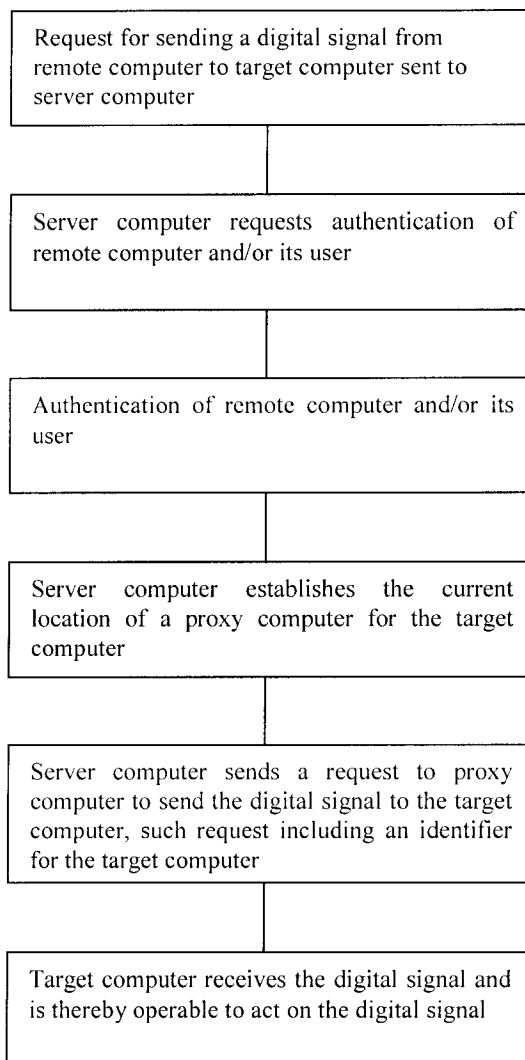 Request for sending a digital signal from
remote computer to target computer sent to
server computer
Server computer requests authentication of
remote computer and/or its user
Authentication of remote computer and/or its
user
Server computer establishes the current
location of a proxy computer for the target
computer
Server computer sends a request to proxy
computer to send the digital signal to the target
computer, such request including an identifier
for the target computer
Target computer receives the digital signal and
is thereby operable to act on the digital signal